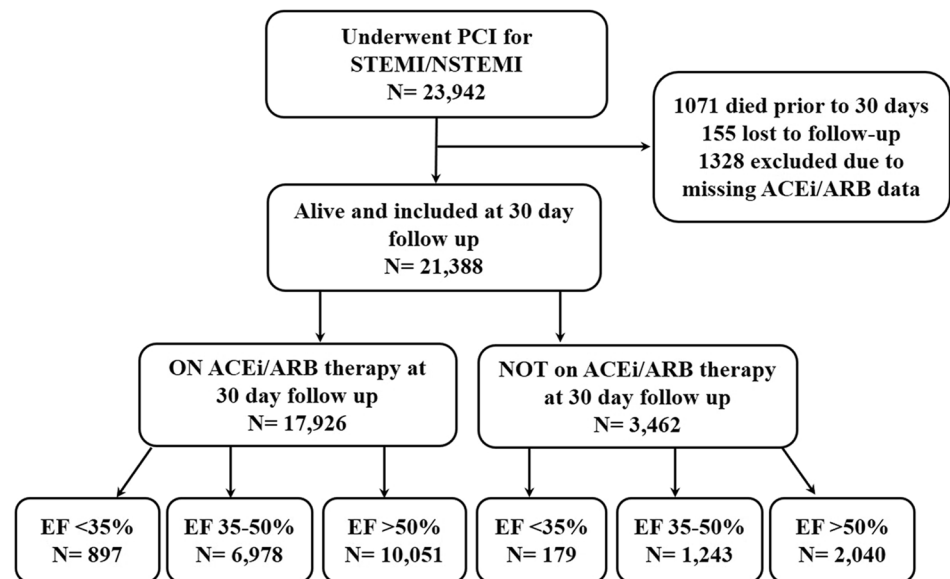 Underwent PCI for
STEMI/NSTEMI
N= 23,942
1071 died prior to 30 days
155 lost to follow-up
1328 excluded due to
missing ACEi/ARB data
Alive and included at 30 day
follow up
N= 21,388
ON ACEi/ARB therapy at
30 day follow up
N= 17,926
NOT on ACEi/ARB therapy
at 30 day follow up
N= 3,462
EF <35%
N= 897
EF 35-50%
N= 6,978
EF >50%
N= 10,051
EF <35%
N= 179
EF 35-50%
N= 1,243
EF >50%
N= 2,040